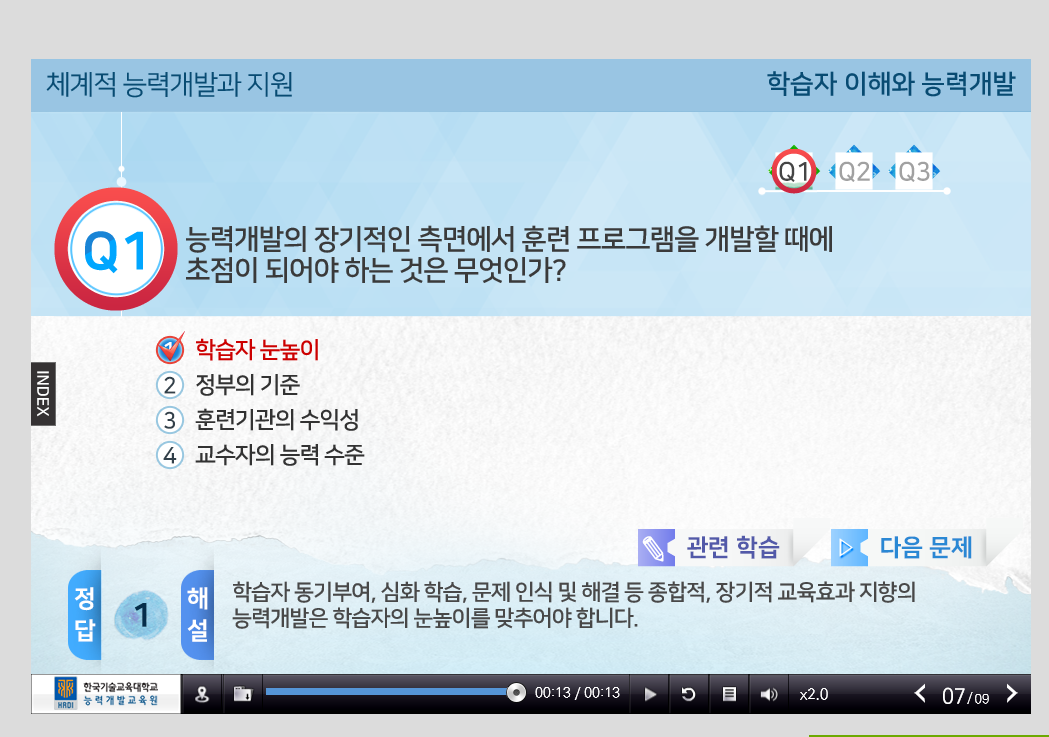 체계적 능력개발과 지원
학습자 이해와 능력개발
Q1 Q2 Q3
Q1
능력개발의 장기적인 측면에서 훈련 프로그램을 개발할 때에
초점이 되어야 하는 것은 무엇인가?
학습자 눈높이
② 정부의 기준
③ 훈련기관의 수익성
④ 교수자의 능력 수준
INDEX
관련 학습
다음 문제
정답
1
해설
학습자 동기부여, 심화 학습, 문제 인식 및 해결 등 종합적, 장기적 교육효과 지향의
능력개발은 학습자의 눈높이를 맞추어야 합니다.
HRDI
한국기술교육대학교
능력개발교육원
00:13 / 00:13
x2.0
07/09